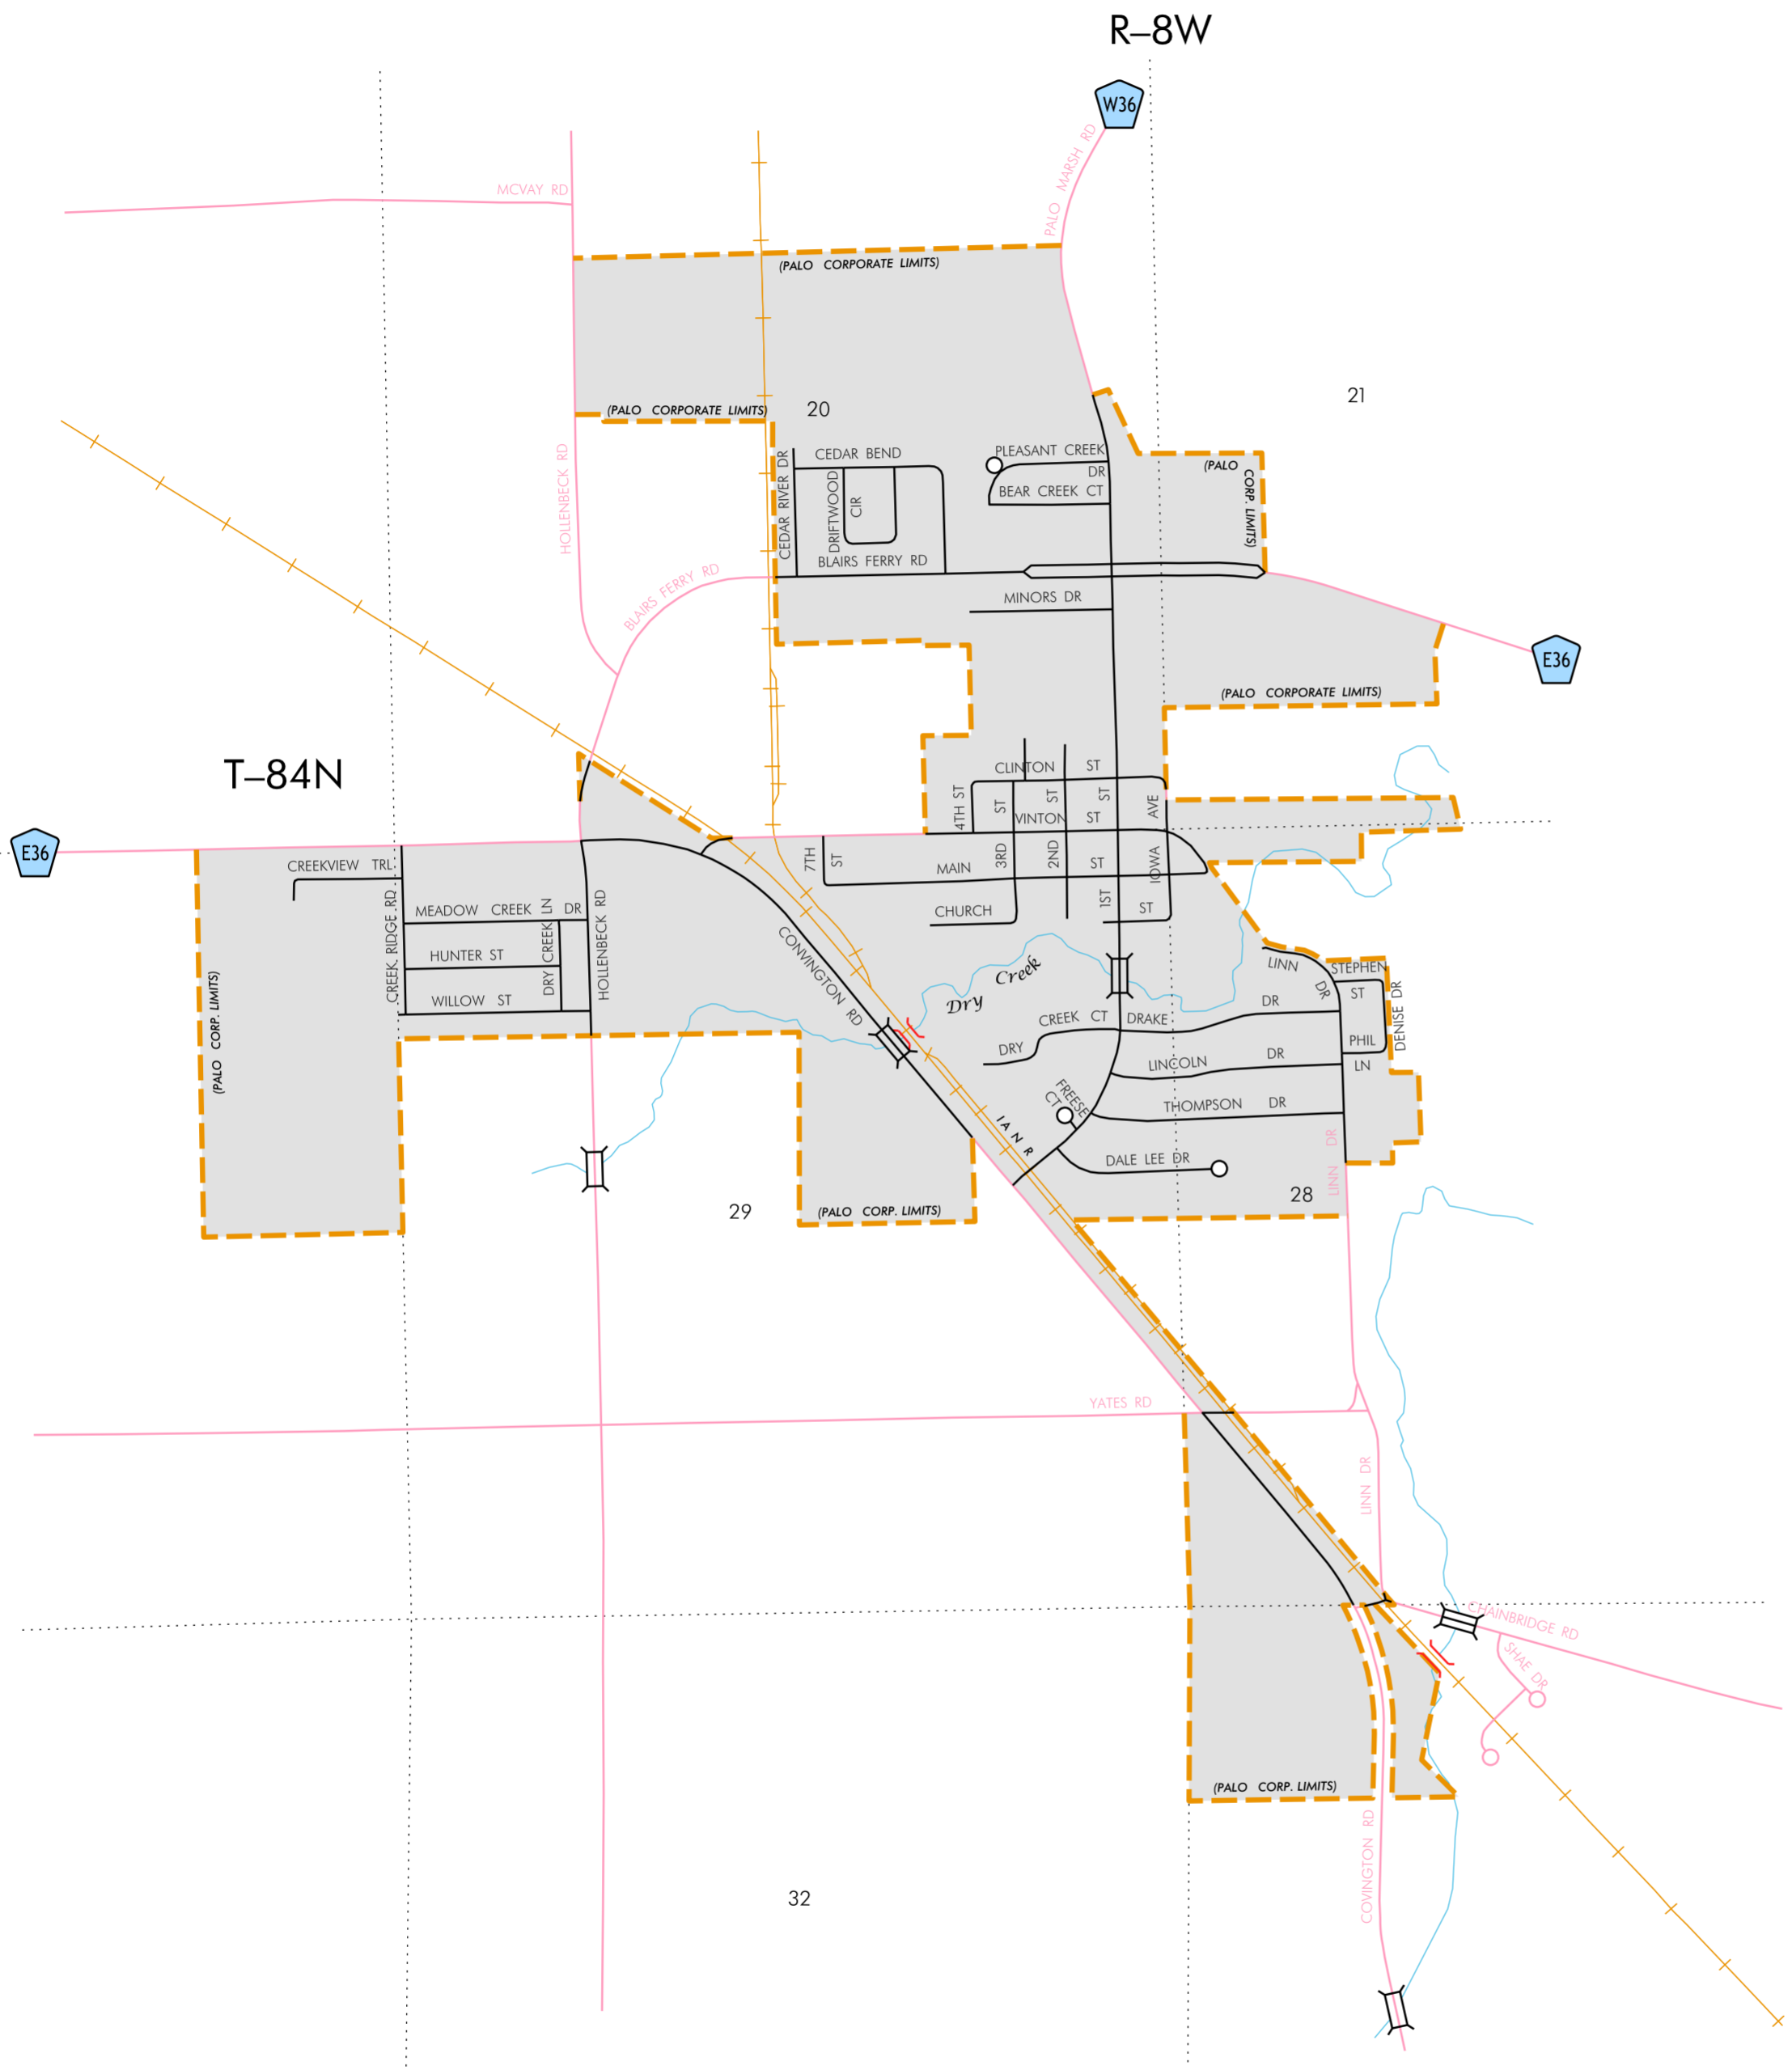 R–8W
W36
PALO MARSH RD
MCVAY RD
(PALO CORPORATE LIMITS)
21
(PALO CORPORATE LIMITS)
20
HOLLENBECK RD
CEDAR BEND
CEDAR RIVER DR
DRIFTWOOD
CIR
PLEASANT CREEK
DR
BEAR CREEK CT
(PALO
CORP. LIMITS)
BLAIRS FERRY RD
BLAIRS FERRY RD
MINORS DR
E36
(PALO CORPORATE LIMITS)
T–84N
CLINTON ST
4TH ST
ST
ST
ST
AVE
VINTON ST
E36
CREEKVIEW TRL
7TH
ST
MAIN ST
3RD
2ND
1ST
IOWA
CHURCH ST
CREEK RIDGE RD
MEADOW CREEK DR
LN
DRY CREEK
HUNTER ST
WILLOW ST
HOLLENBECK RD
(PALO CORP. LIMITS)
CONVINGTON RD
Dry Creek
LINN
DR
STEPHEN
ST
DENISE DR
DRY CREEK CT
DRAKE DR
PHIL
LN
LINCOLN DR
FREESE
CT
THOMPSON DR
IANR
DALE LEE DR
LINN DR
28
29
(PALO CORP. LIMITS)
YATES RD
LINN DR
CHAINBRIDGE RD
SHAE DR
(PALO CORP. LIMITS)
COVINGTON RD
32